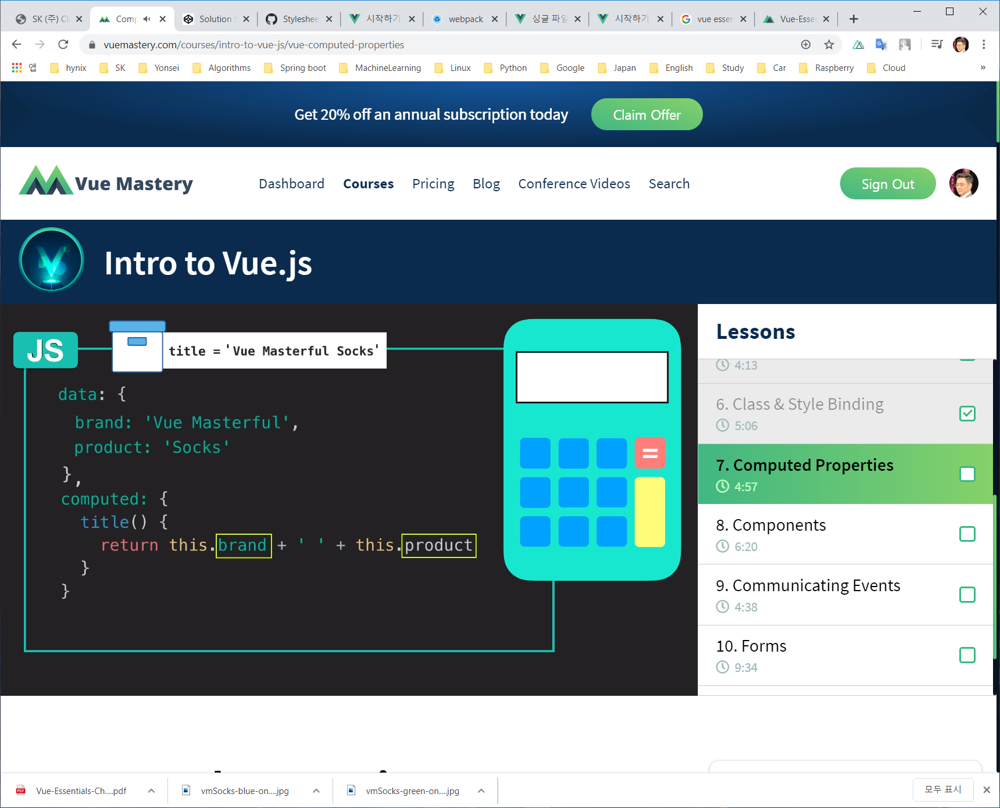 SK (주) C
Comp
Solution S
Styleshee
시작하기
webpack
싱글 파일
시작하기
vue essen
Vue-Esse
vuemastery.com/courses/intro-to-vue-js/vue-computed-properties
앱
hynix
SK
Yonsei
Algorithms
Spring boot
MachineLearning
Linux
Python
Google
Japan
English
Study
Car
Raspberry
Cloud
»
Get 20% off an annual subscription today
Claim Offer
Vue Mastery
Dashboard
Courses
Pricing
Blog
Conference Videos
Search
Sign Out
Intro to Vue.js
JS
title = 'Vue Masterful Socks'
data: {
brand: 'Vue Masterful',
product: 'Socks'
},
computed: {
title() {
return this.brand + ' ' + this.product
}
}
=
Lessons
4:13
6. Class & Style Binding
5:06
7. Computed Properties
4:57
8. Components
6:20
9. Communicating Events
4:38
10. Forms
9:34
PDF
Vue-Essentials-Ch....pdf
vmSocks-blue-on....jpg
vmSocks-green-on....jpg
모두 표시